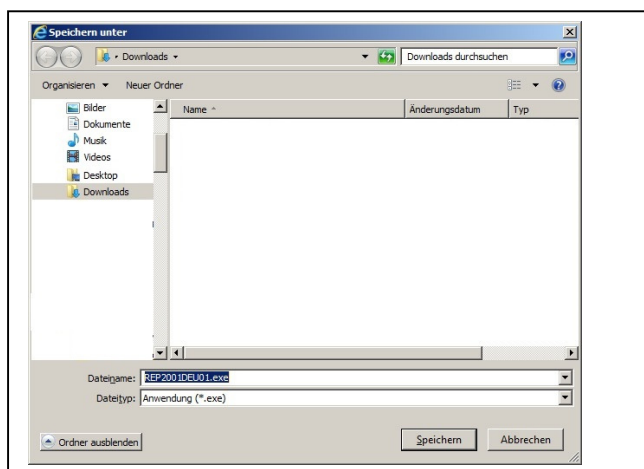 Speichern unter
Downloads
Downloads durchsuchen
Organisieren Neuer Ordner
Bilder
Dokumente
Musik
Videos
Desktop
Downloads
Name Änderungsdatum Typ
Dateiname: REP2001DEU01.exe
Dateityp: Anwendung (*.exe)
Ordner ausblenden Speichern Abbrechen